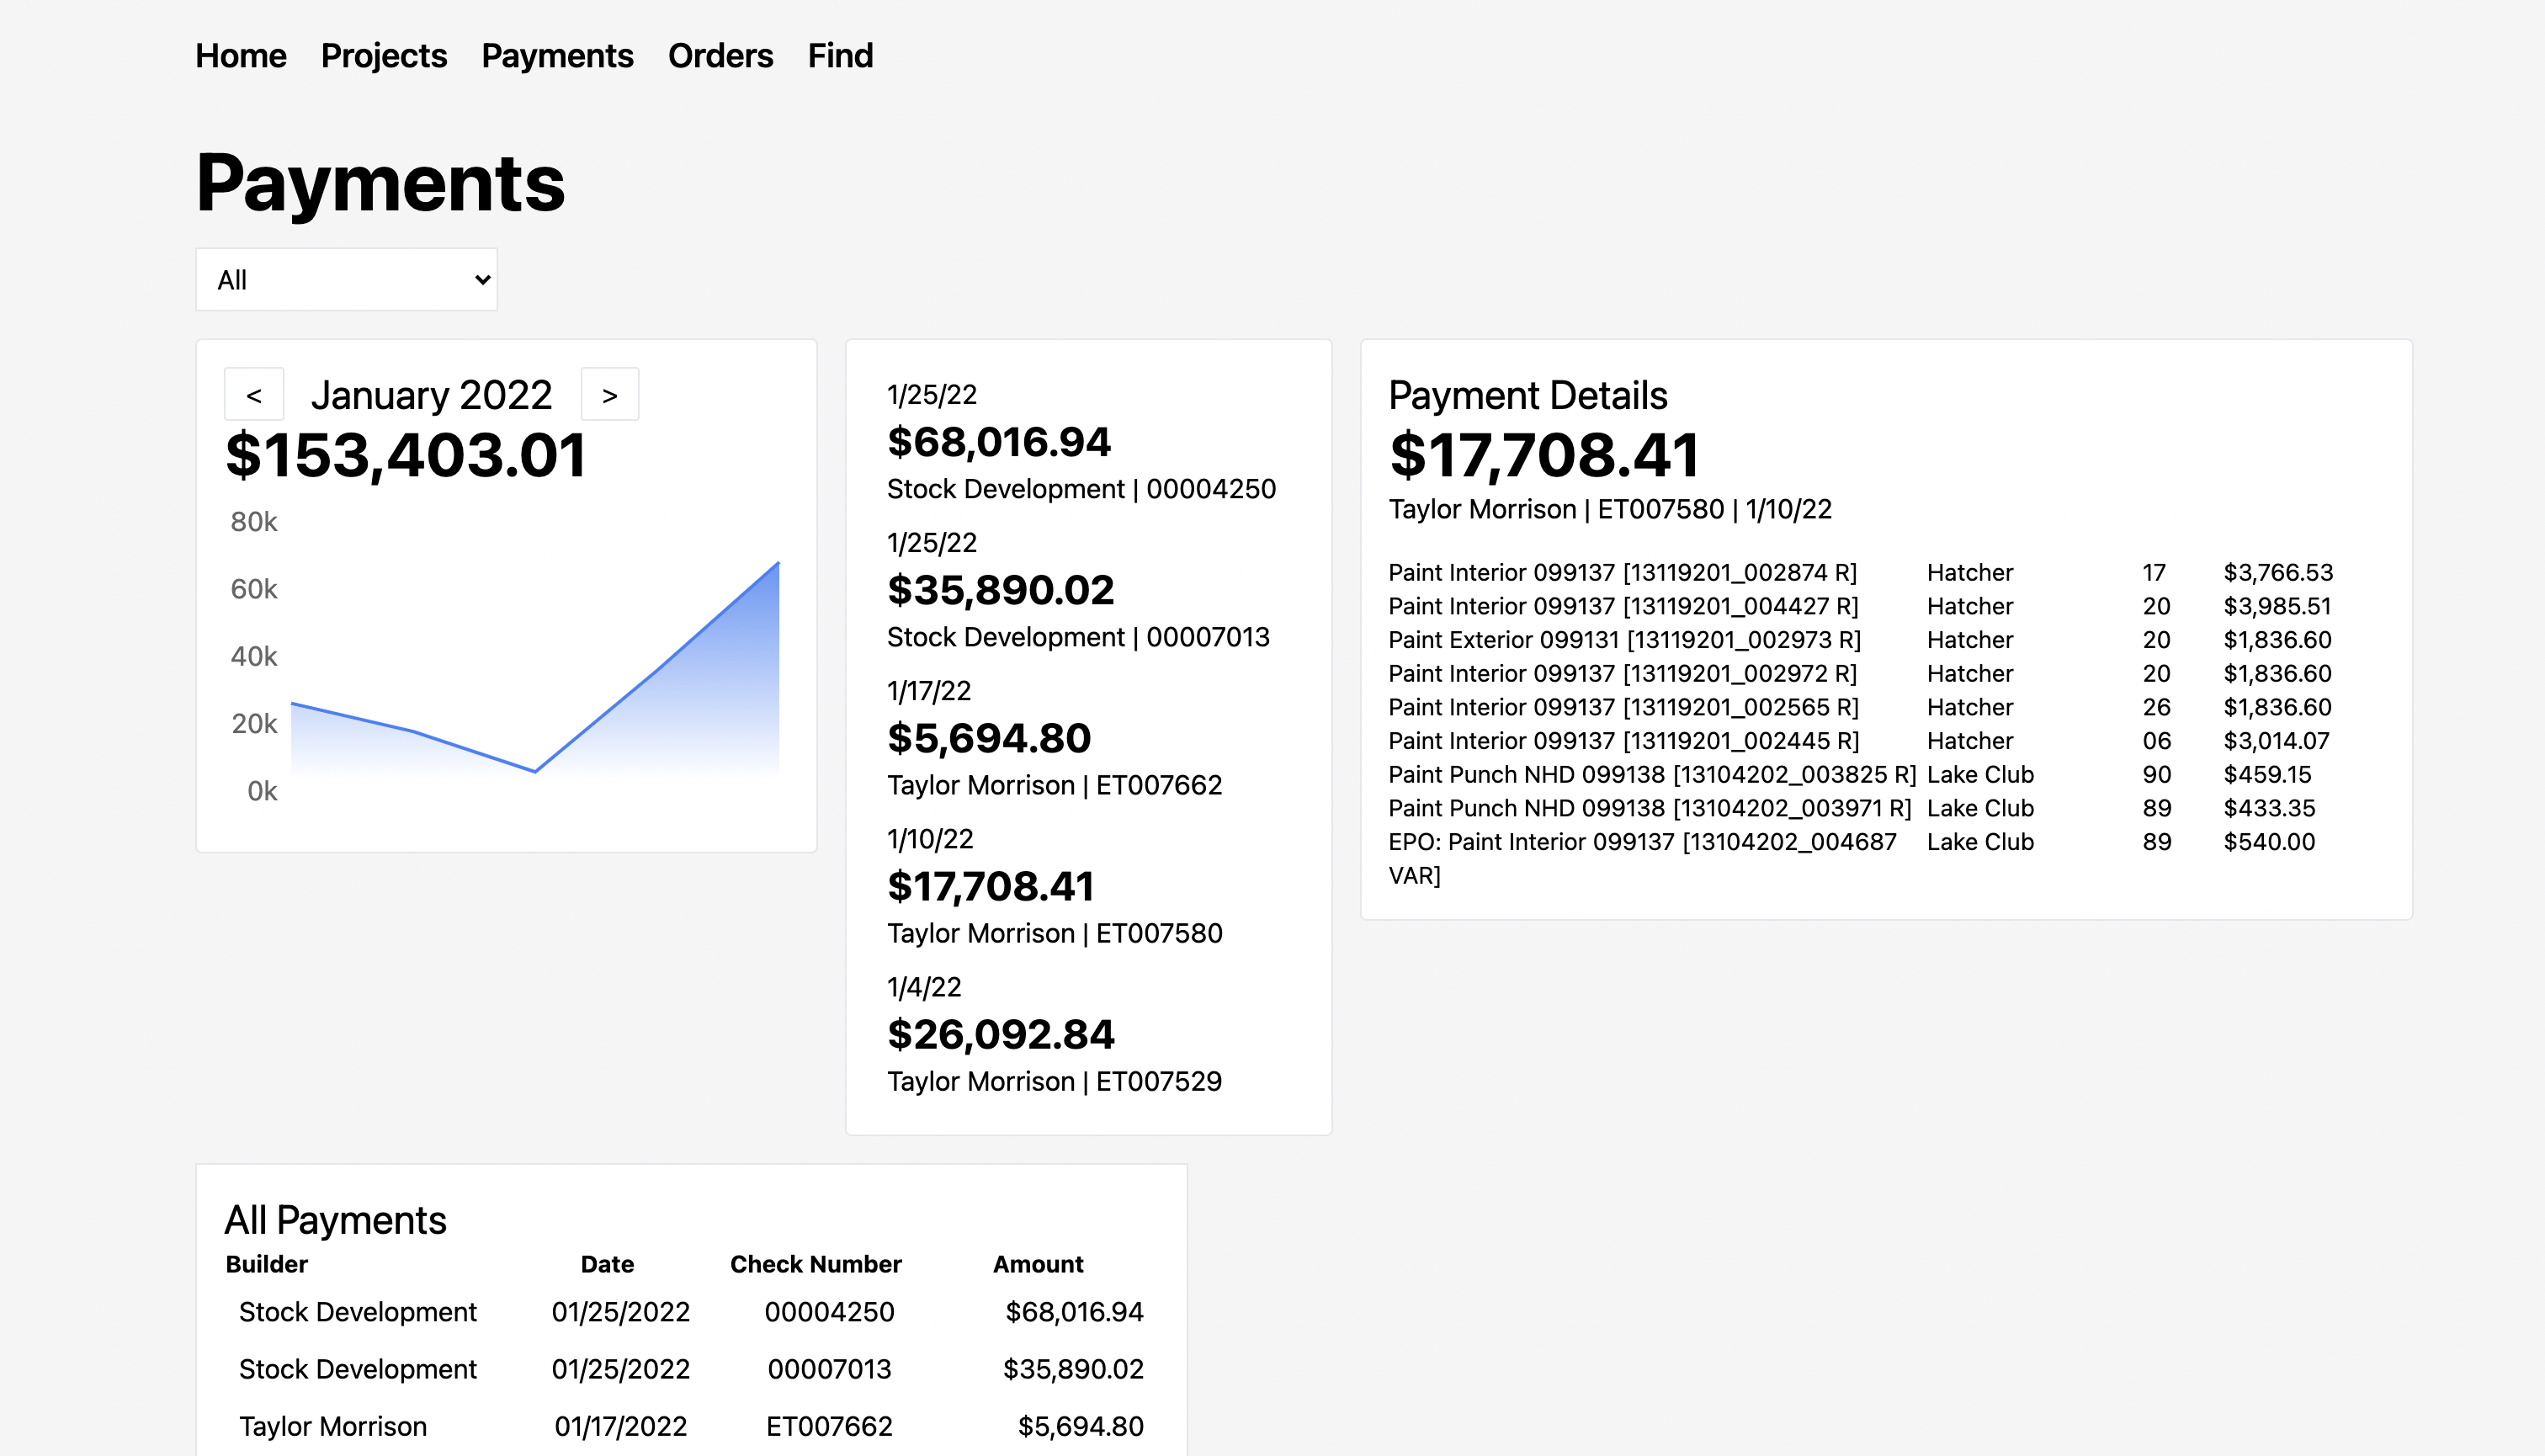 Home Projects Payments Orders Find
Payments
All
< January 2022 >
$153,403.01
80k
60k
40k
20k
0k
1/25/22
$68,016.94
Stock Development | 00004250
1/25/22
$35,890.02
Stock Development | 00007013
1/17/22
$5,694.80
Taylor Morrison | ET007662
1/10/22
$17,708.41
Taylor Morrison | ET007580
1/4/22
$26,092.84
Taylor Morrison | ET007529
Payment Details
$17,708.41
Taylor Morrison | ET007580 | 1/10/22
Paint Interior 099137 [13119201_002874 R] Hatcher 17 $3,766.53
Paint Interior 099137 [13119201_004427 R] Hatcher 20 $3,985.51
Paint Exterior 099131 [13119201_002973 R] Hatcher 20 $1,836.60
Paint Interior 099137 [13119201_002972 R] Hatcher 20 $1,836.60
Paint Interior 099137 [13119201_002565 R] Hatcher 26 $1,836.60
Paint Interior 099137 [13119201_002445 R] Hatcher 06 $3,014.07
Paint Punch NHD 099138 [13104202_003825 R] Lake Club 90 $459.15
Paint Punch NHD 099138 [13104202_003971 R] Lake Club 89 $433.35
EPO: Paint Interior 099137 [13104202_004687 Lake Club 89 $540.00
VAR]
All Payments
Builder Date Check Number Amount
Stock Development 01/25/2022 00004250 $68,016.94
Stock Development 01/25/2022 00007013 $35,890.02
Taylor Morrison 01/17/2022 ET007662 $5,694.80